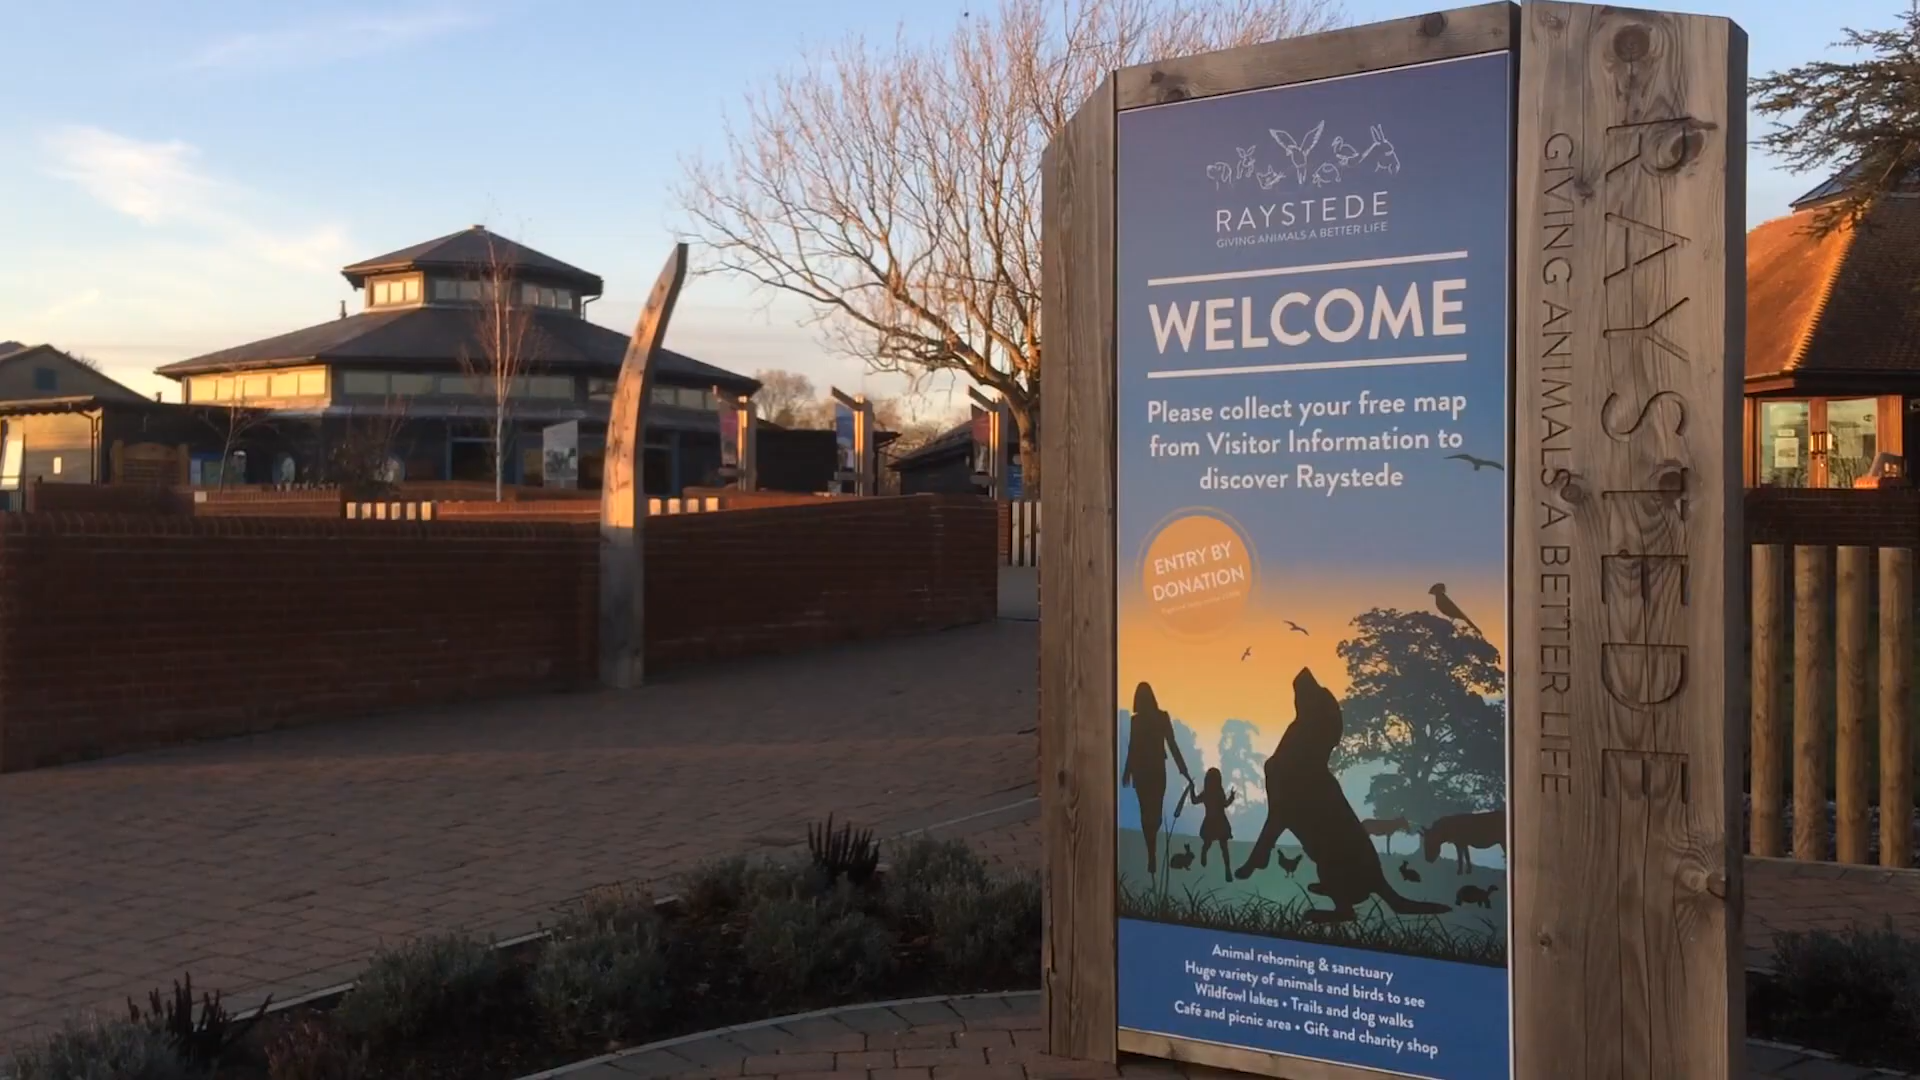 RAYSTEDE
GIVING ANIMALS A BETTER LIFE
WELCOME
Please collect your free map
from Visitor Information to
discover Raystede
ENTRY BY
DONATION
Animal rehoming & sanctuary
Huge variety of animals and birds to see
Wildfowl lakes • Trails and dog walks
Café and picnic area • Gift and charity shop
RAYSTEDE
GIVING ANIMALS A BETTER LIFE